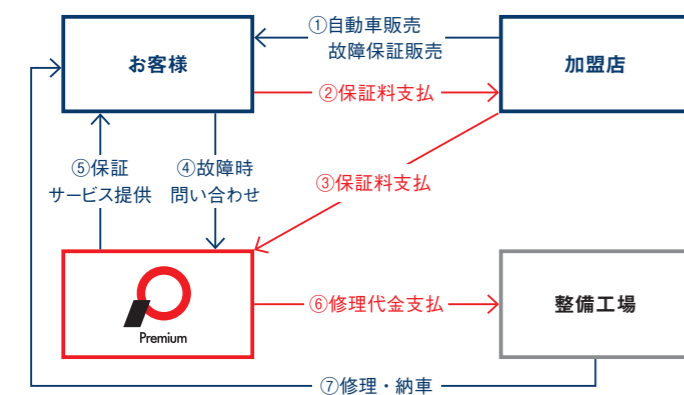 ①自動車販売
故障保証販売
お客様
加盟店
②保証料支払
⑤保証
サービス提供
④故障時
問い合わせ
③保証料支払
Premium
⑥修理代金支払
整備工場
⑦修理・納車